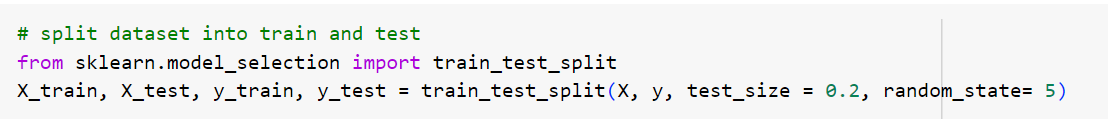 # split dataset into train and test
from sklearn.model_selection import train_test_split
X_train, X_test, y_train, y_test = train_test_split(X, y, test_size = 0.2, random_state= 5)